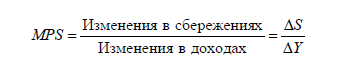 MPS = Изменения в сбережениях / Изменения в доходах = ΔS / ΔY